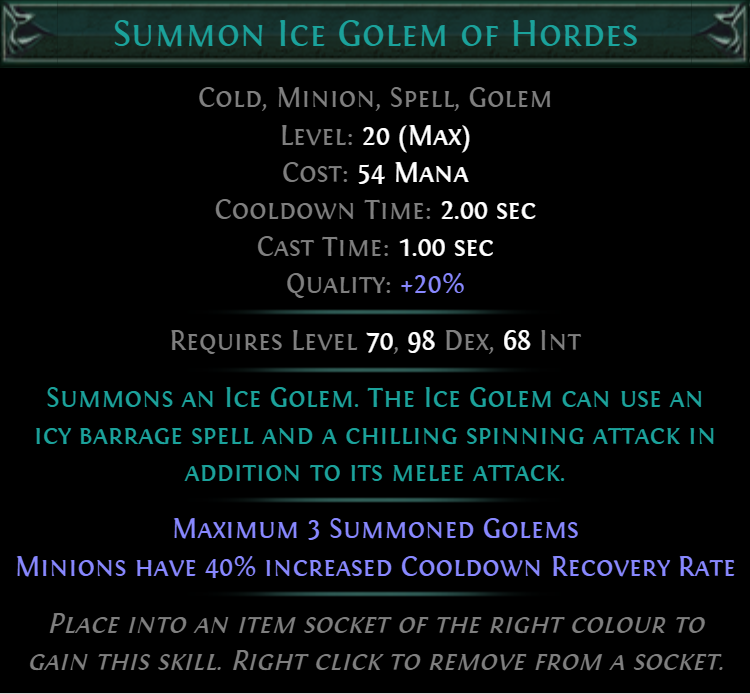 Summon Ice Golem of Hordes
Cold, Minion, Spell, Golem
Level: 20 (Max)
Cost: 54 Mana
Cooldown Time: 2.00 sec
Cast Time: 1.00 sec
Quality: +20%
Requires Level 70, 98 Dex, 68 Int
Summons an Ice Golem. The Ice Golem can use an
icy barrage spell and a chilling spinning attack in
addition to its melee attack.
Maximum 3 Summoned Golems
Minions have 40% increased Cooldown Recovery Rate
Place into an item socket of the right colour to
gain this skill. Right click to remove from a socket.